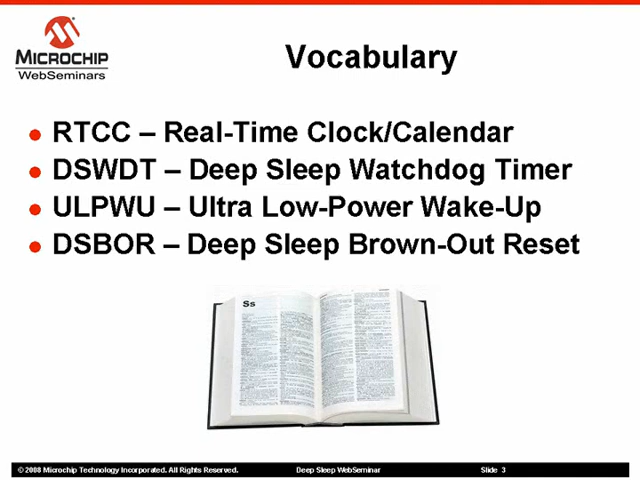 MICROCHIP
WebSeminars
Vocabulary
● RTCC – Real-Time Clock/Calendar
● DSWDT – Deep Sleep Watchdog Timer
● ULPWU – Ultra Low-Power Wake-Up
● DSBOR – Deep Sleep Brown-Out Reset
Ss
© 2008 Microchip Technology Incorporated. All Rights Reserved. Deep Sleep WebSeminar Slide 3